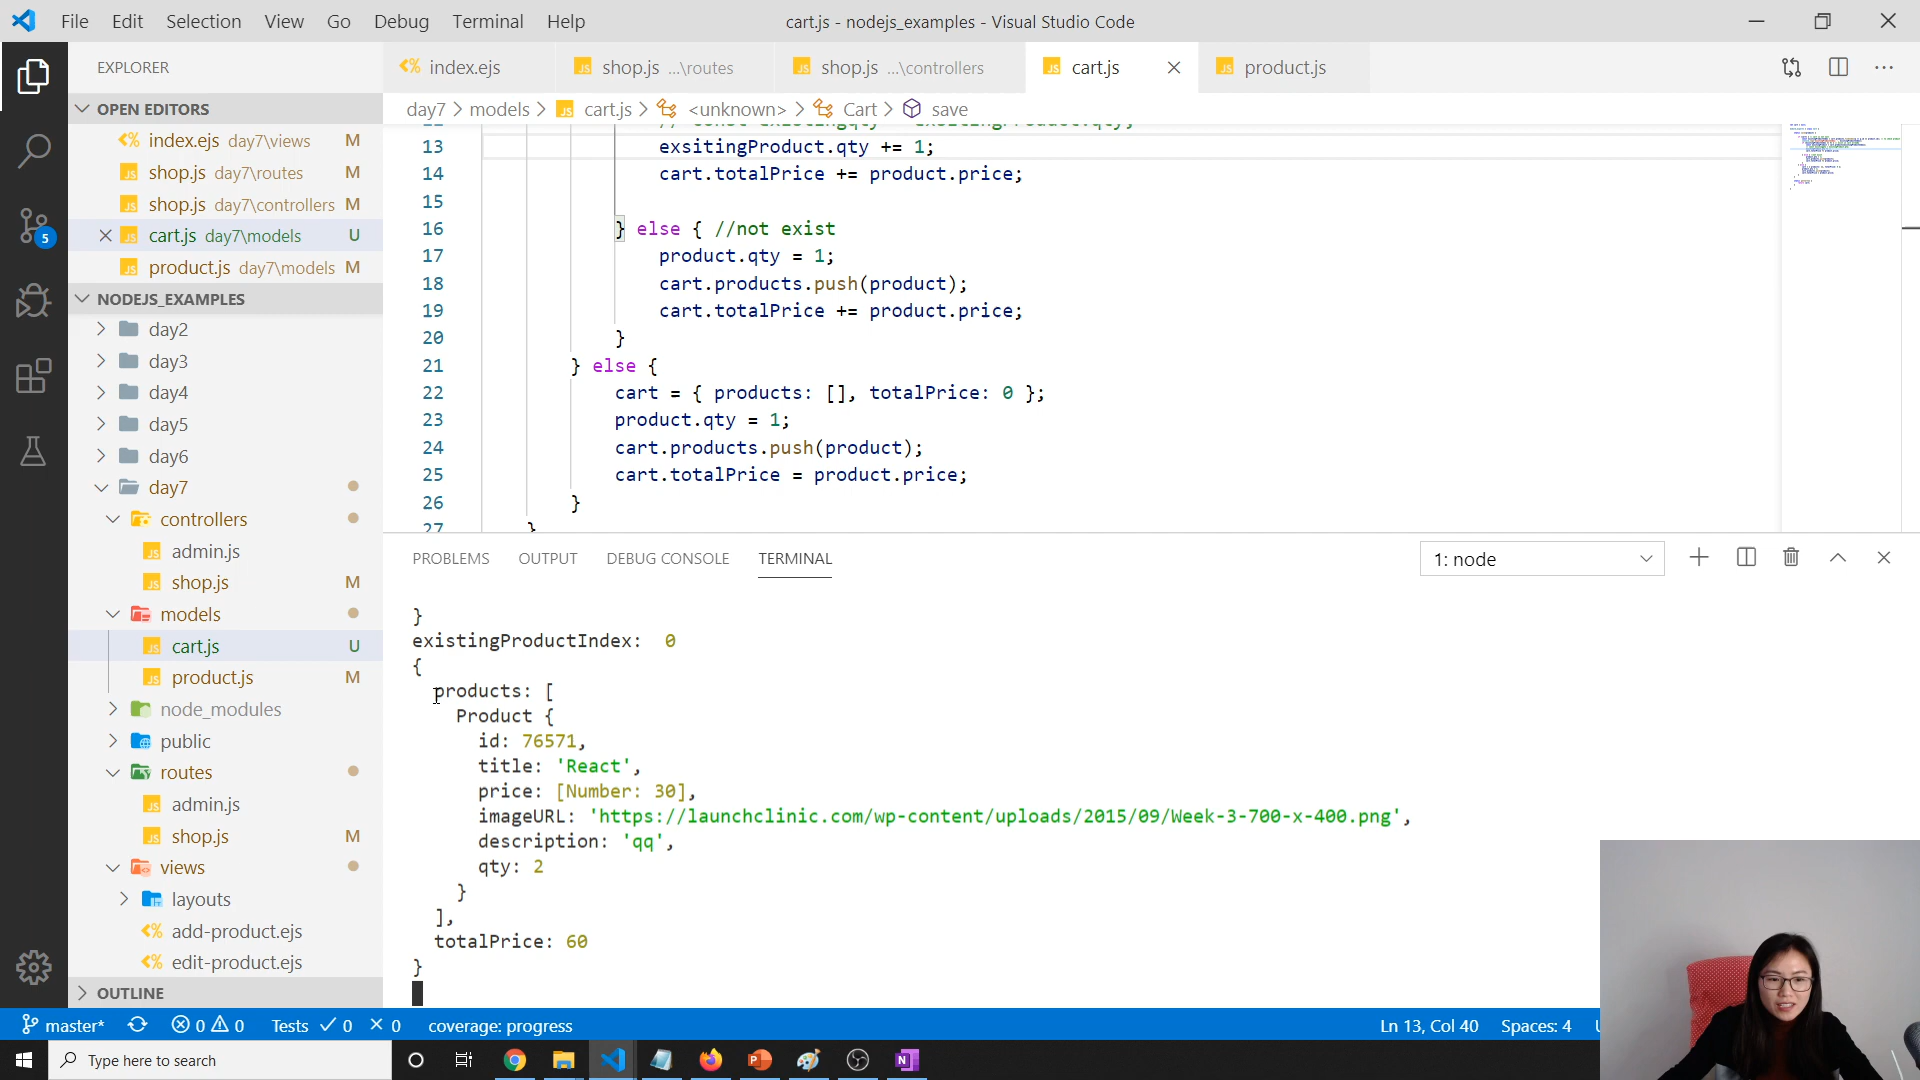 File Edit Selection View Go Debug Terminal Help
cart.js - nodejs_examples - Visual Studio Code
EXPLORER
index.ejs
shop.js ...\routes
shop.js ...\controllers
cart.js
product.js
OPEN EDITORS
day7 > models > cart.js > <unknown> > Cart > save
index.ejs day7\views M
shop.js day7\routes M
shop.js day7\controllers M
cart.js day7\models U
product.js day7\models M
NODEJS_EXAMPLES
day2
day3
day4
day5
day6
day7
controllers
admin.js
shop.js M
models
cart.js U
product.js M
node_modules
public
routes
admin.js
shop.js M
views
layouts
add-product.ejs
edit-product.ejs
OUTLINE
13 exsitingProduct.qty += 1;
14 cart.totalPrice += product.price;
15
16 } else { //not exist
17 product.qty = 1;
18 cart.products.push(product);
19 cart.totalPrice += product.price;
20 }
21 } else {
22 cart = { products: [], totalPrice: 0 };
23 product.qty = 1;
24 cart.products.push(product);
25 cart.totalPrice = product.price;
26 }
27 }
PROBLEMS OUTPUT DEBUG CONSOLE TERMINAL
1: node
}
existingProductIndex: 0
{
products: [
Product {
id: 76571,
title: 'React',
price: [Number: 30],
imageURL: 'https://launchclinic.com/wp-content/uploads/2015/09/Week-3-700-x-400.png',
description: 'qq',
qty: 2
}
],
totalPrice: 60
}
5
master* 0 0 Tests 0 0 coverage: progress
Ln 13, Col 40 Spaces: 4
Type here to search